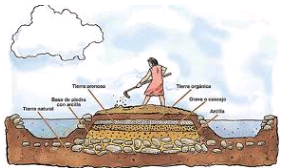 Tierra arenosa
Tierra orgánica
Base de piedra
con arcilla
Grava o cascajo
Tierra natural
Arcilla